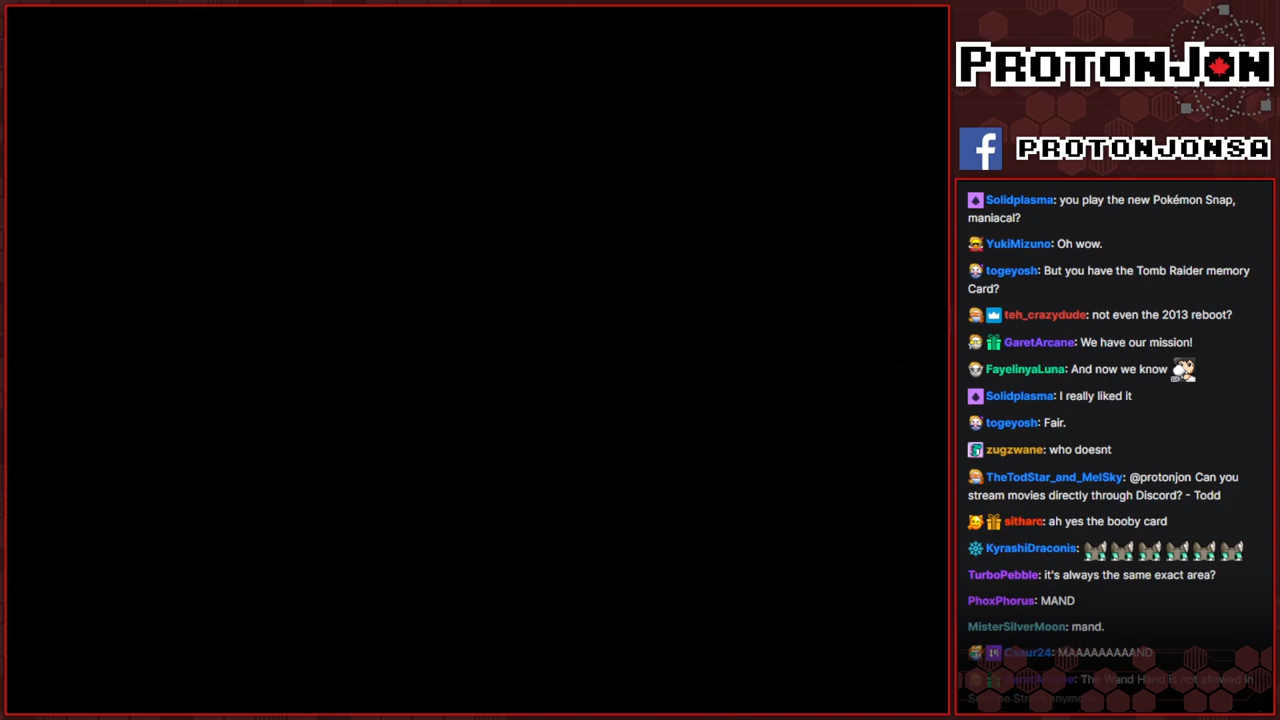 PROTONJON
PROTONJONSA
Solidplasma: you play the new Pokémon Snap,
maniacal?
YukiMizuno: Oh wow.
togeyosh: But you have the Tomb Raider memory
Card?
teh_crazydude: not even the 2013 reboot?
GaretArcane: We have our mission!
FayelinyaLuna: And now we know
Solidplasma: I really liked it
togeyosh: Fair.
zugzwane: who doesnt
TheTodStar_and_MelSky: @protonjon Can you
stream movies directly through Discord? - Todd
sitharc: ah yes the booby card
KyrashiDraconis:
TurboPebble: it's always the same exact area?
PhoxPhorus: MAND
MisterSilverMoon: mand.
Csaur24: MAAAAAAAAAND
GaretArcane: The Wand Hand is not allowed in